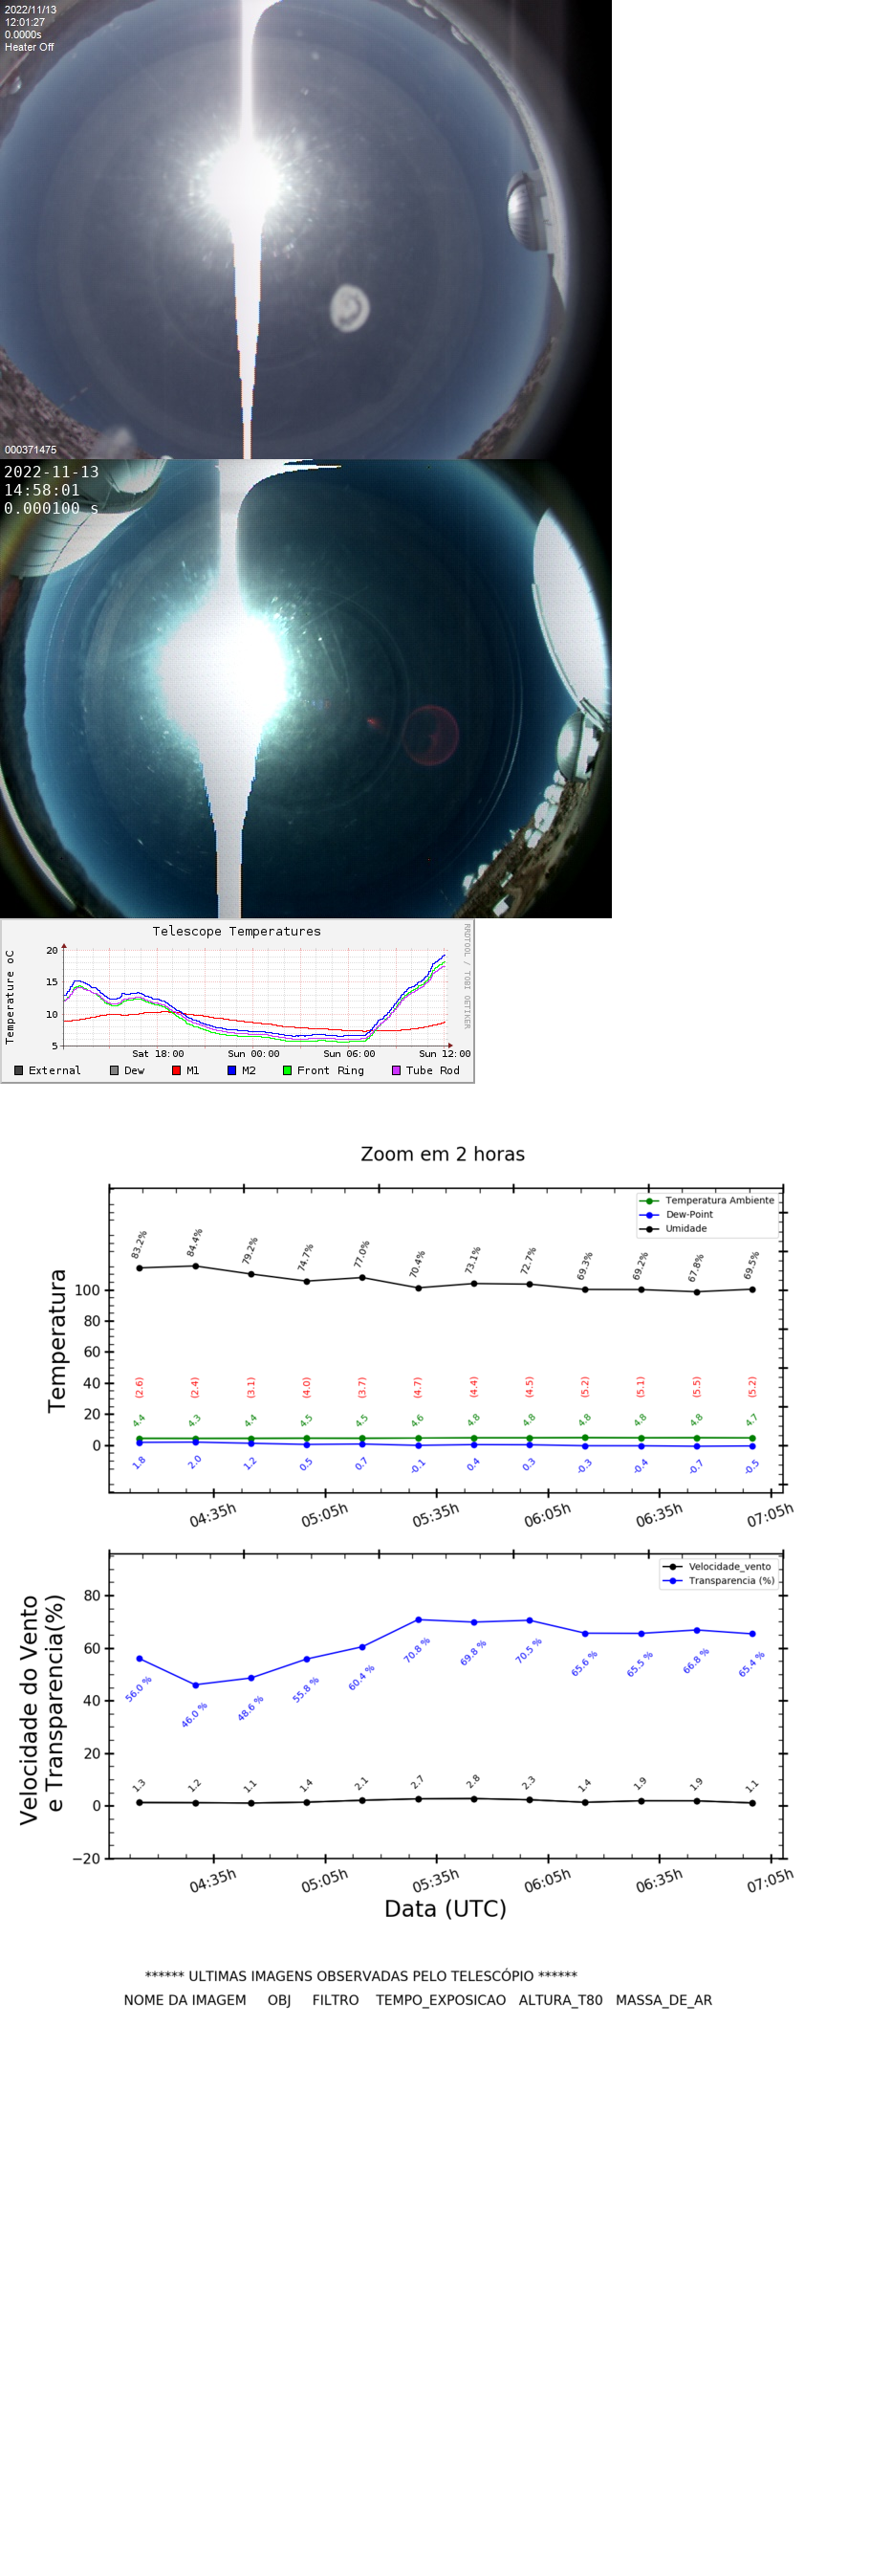 2022/11/13
12:01:27
0.0000s
Heater Off
000371475
2022-11-13
14:58:01
0.000100 s
Telescope Temperatures
RRDTOOL / TOBI OETIKER
Temperature oC
20
15
10
5
Sat 18:00 Sun 00:00 Sun 06:00 Sun 12:00
External Dew M1 M2 Front Ring Tube Rod
Zoom em 2 horas
Temperatura Ambiente
Dew-Point
Umidade
83.2% 84.4% 79.2% 74.7% 77.0% 70.4% 73.1% 72.7% 69.3% 69.2% 67.8% 69.5%
Temperatura
100
80
60
40
20
0
(2.6) (2.4) (3.1) (4.0) (3.7) (4.7) (4.4) (4.5) (5.2) (5.1) (5.5) (5.2)
4.4 4.3 4.4 4.5 4.5 4.6 4.8 4.8 4.8 4.8 4.8 4.7
1.8 2.0 1.2 0.5 0.7 -0.1 0.4 0.3 -0.3 -0.4 -0.7 -0.5
04:35h 05:05h 05:35h 06:05h 06:35h 07:05h
Velocidade_vento
Transparencia (%)
Velocidade do Vento
e Transparencia(%)
80
60
40
20
0
−20
56.0 % 46.0 % 48.6 % 55.8 % 60.4 % 70.8 % 69.8 % 70.5 % 65.6 % 65.5 % 66.8 % 65.4 %
1.3 1.2 1.1 1.4 2.1 2.7 2.8 2.3 1.4 1.9 1.9 1.1
04:35h 05:05h 05:35h 06:05h 06:35h 07:05h
Data (UTC)
****** ULTIMAS IMAGENS OBSERVADAS PELO TELESCÓPIO ******
NOME DA IMAGEM OBJ FILTRO TEMPO_EXPOSICAO ALTURA_T80 MASSA_DE_AR